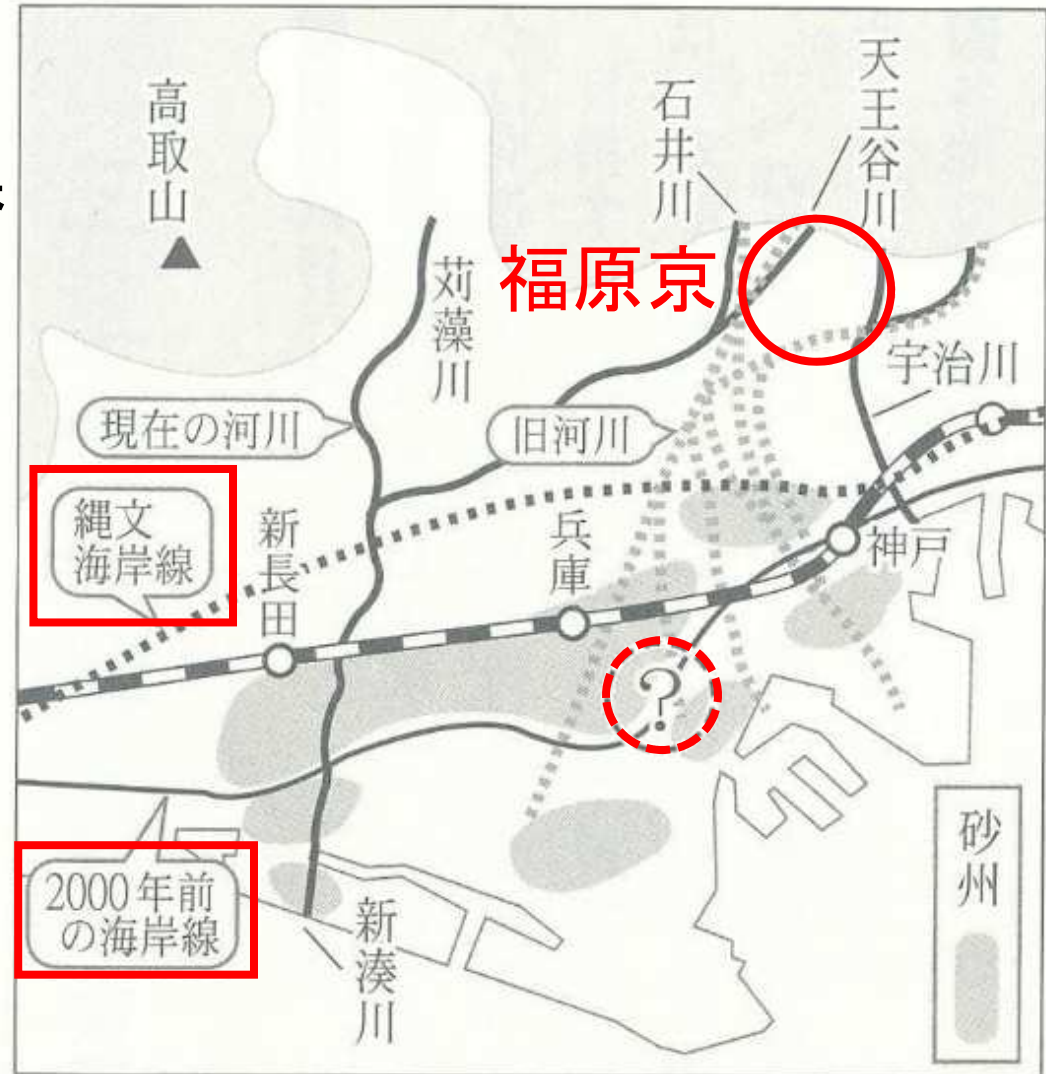 高取山
石井川
天王谷川
苅藻川
福原京
宇治川
現在の河川
旧河川
縄文
海岸線
新長田
兵庫
神戸
?
2000年前
の海岸線
新湊川
砂州